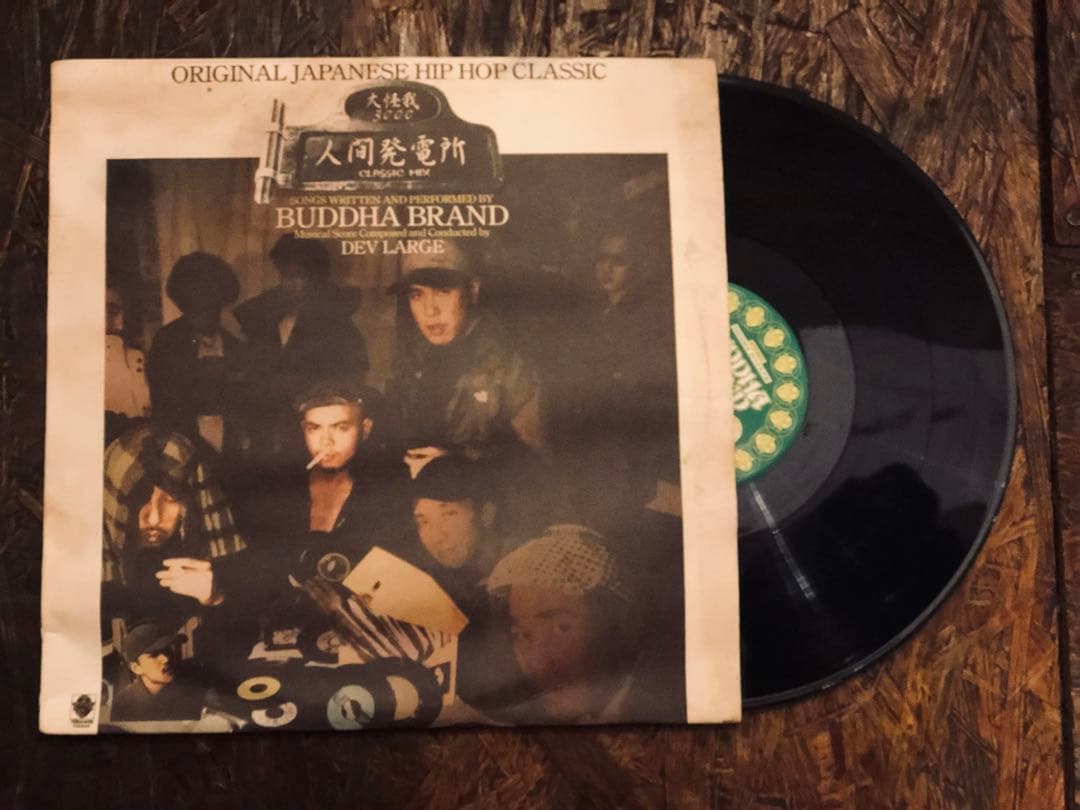 ORIGINAL JAPANESE HIP HOP CLASSIC
大怪我
3000
人間発電所
CLASSIC MIX
SONGS WRITTEN AND PERFORMED BY
BUDDHA BRAND
Musical Score Composed and Conducted by
DEV LARGE